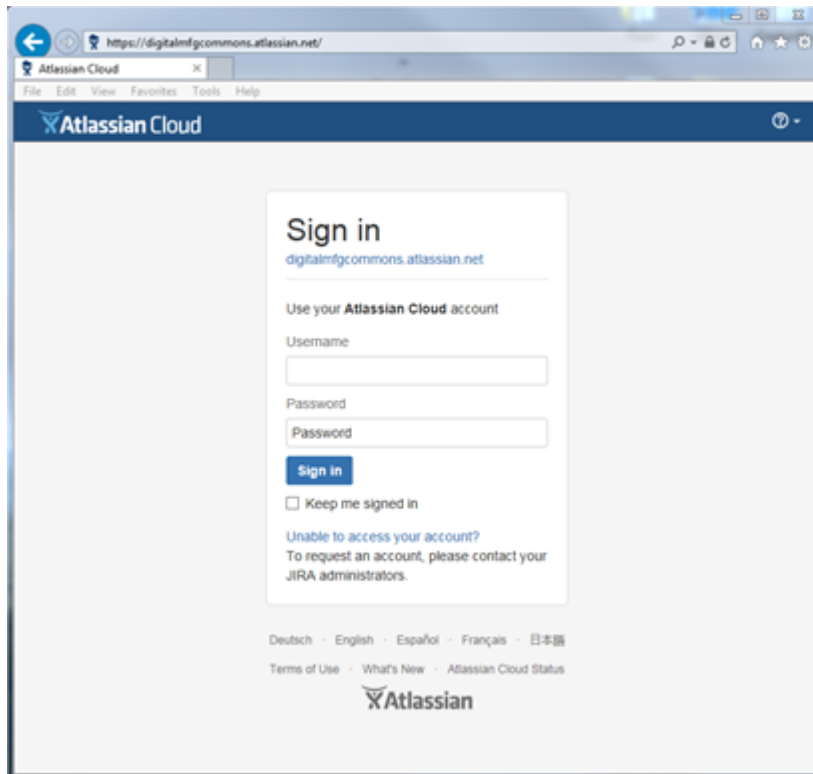 https://digitalmfgcommons.atlassian.net/
Atlassian Cloud
File Edit View Favorites Tools Help
Atlassian Cloud
Sign in
digitalmfgcommons.atlassian.net
Use your Atlassian Cloud account
Username
Password
Password
Sign in
Keep me signed in
Unable to access your account?
To request an account, please contact your
JIRA administrators.
Deutsch · English · Español · Français · 日本語
Terms of Use · What's New · Atlassian Cloud Status
Atlassian